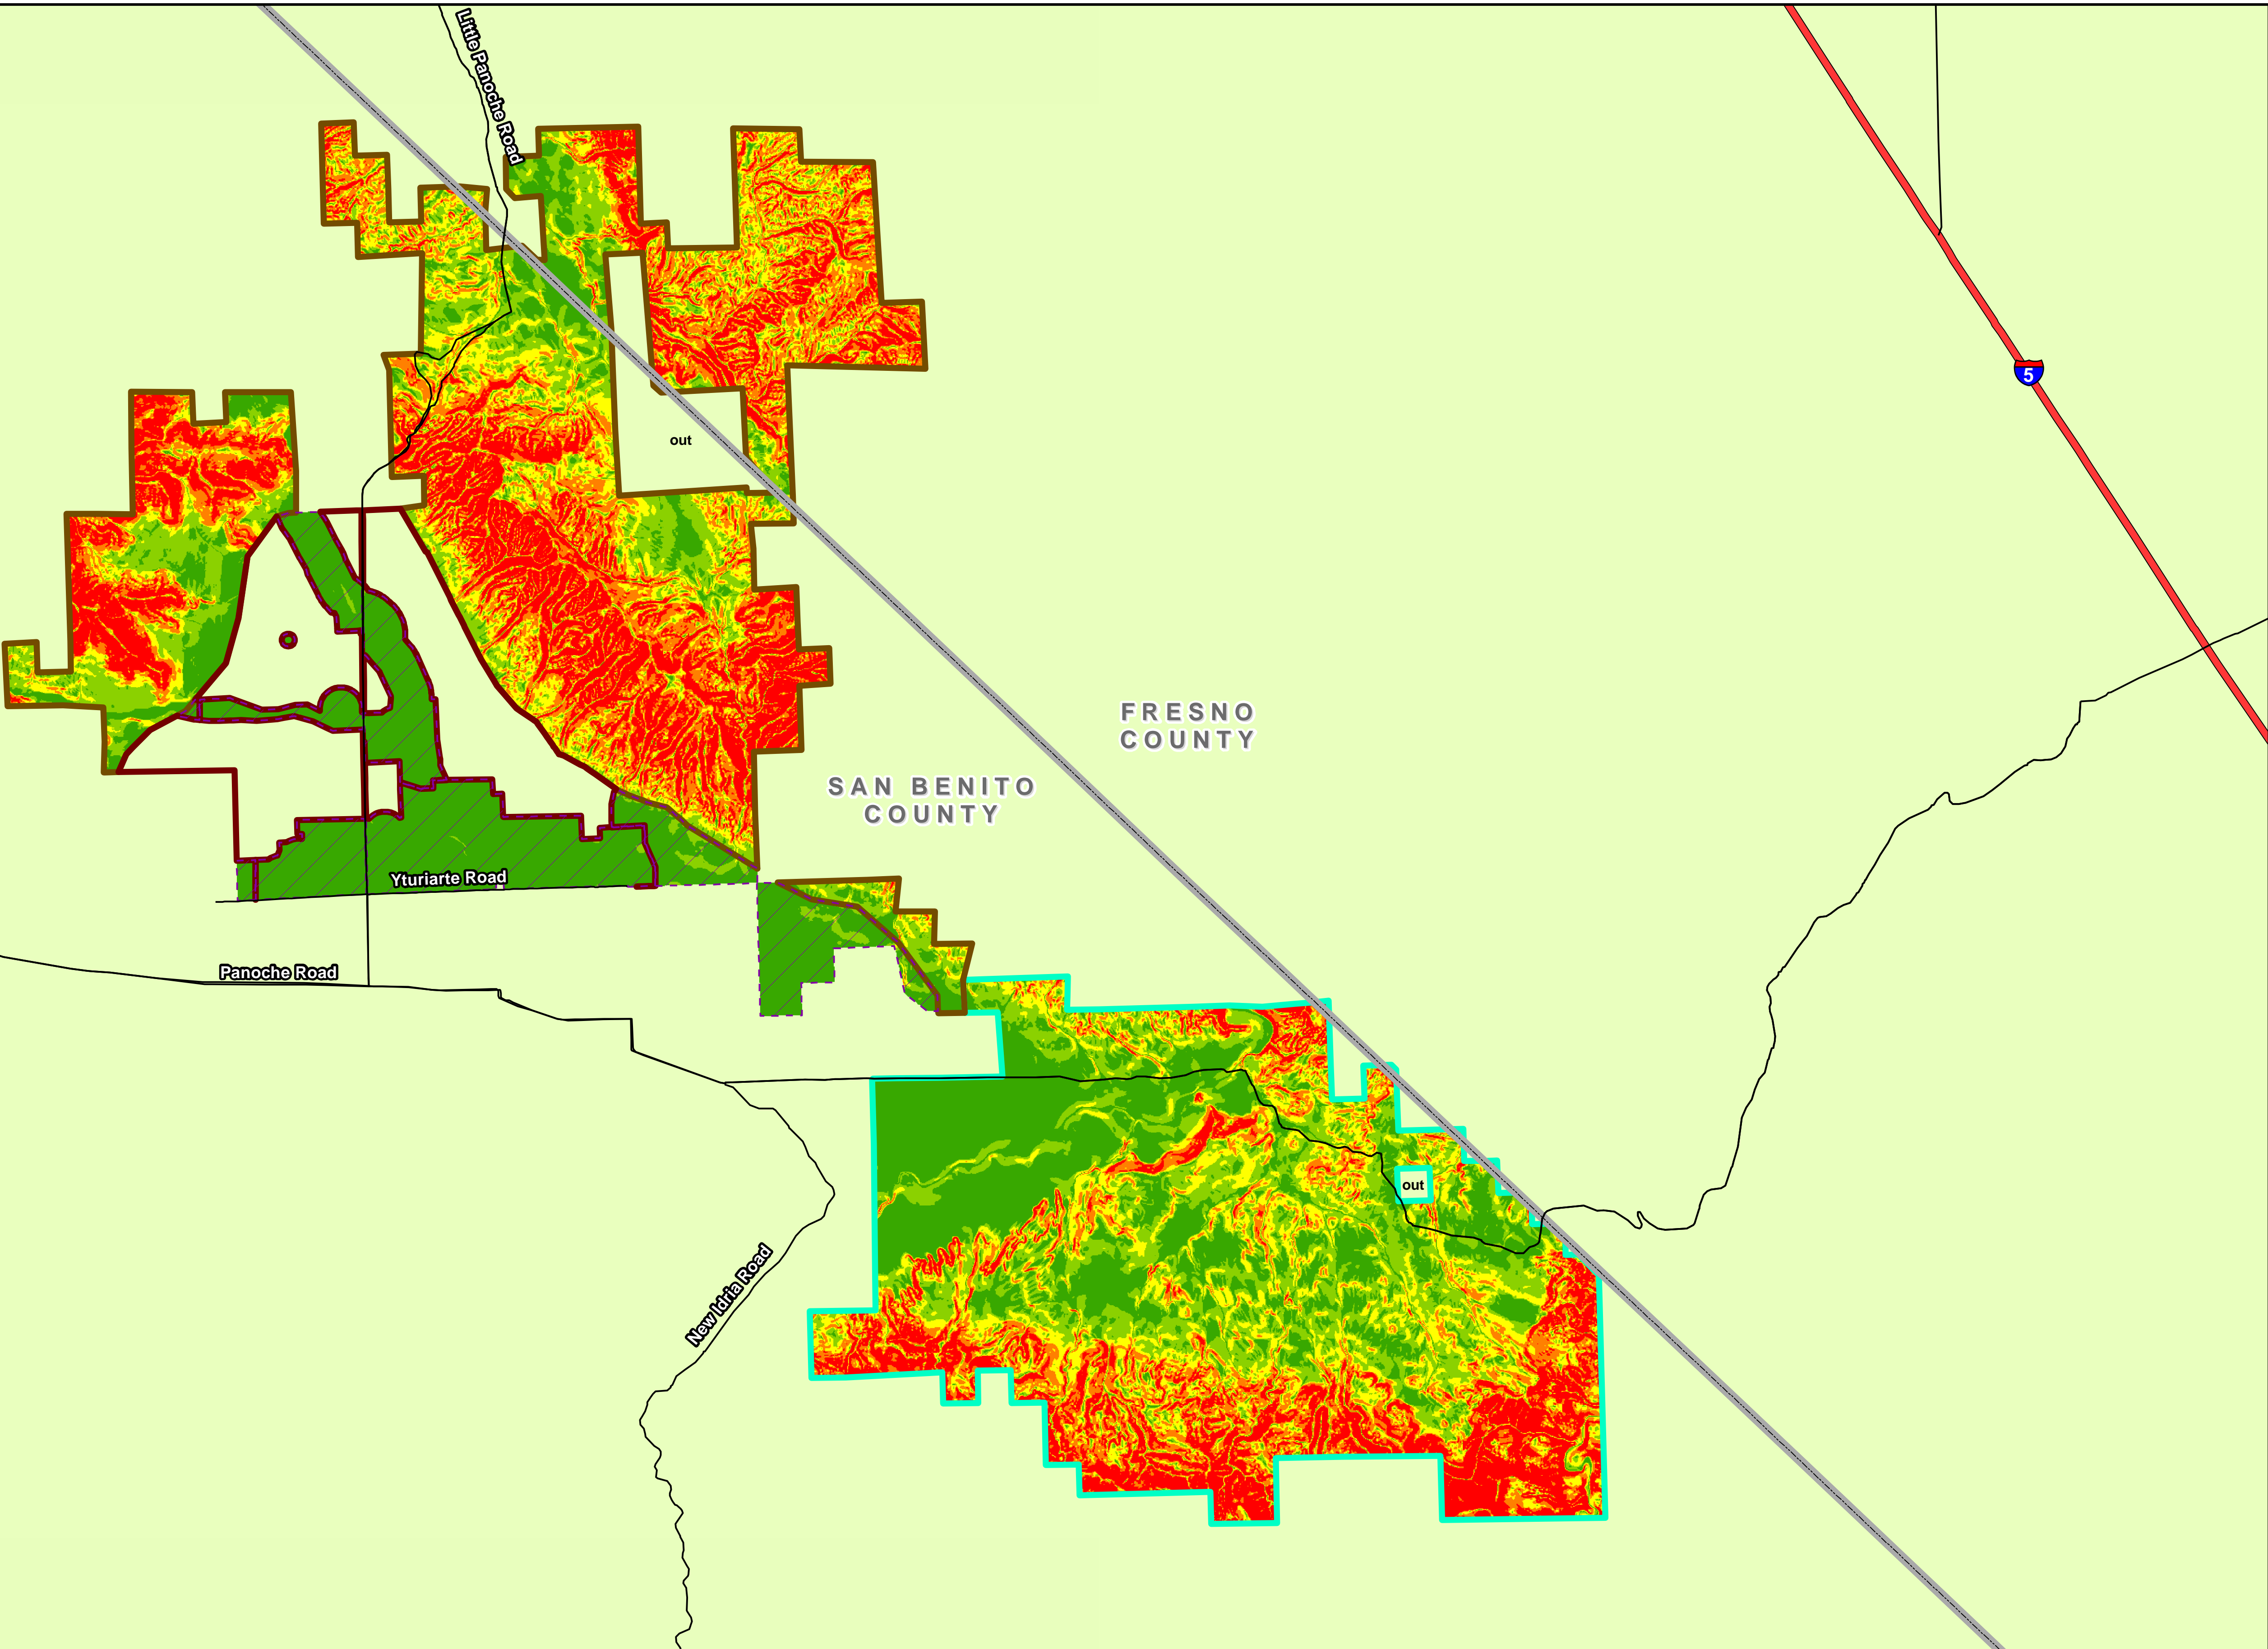 Little Panoche Road
5
out
FRESNO
COUNTY
SAN BENITO
COUNTY
Yturiarte Road
Panoche Road
out
New Idria Road